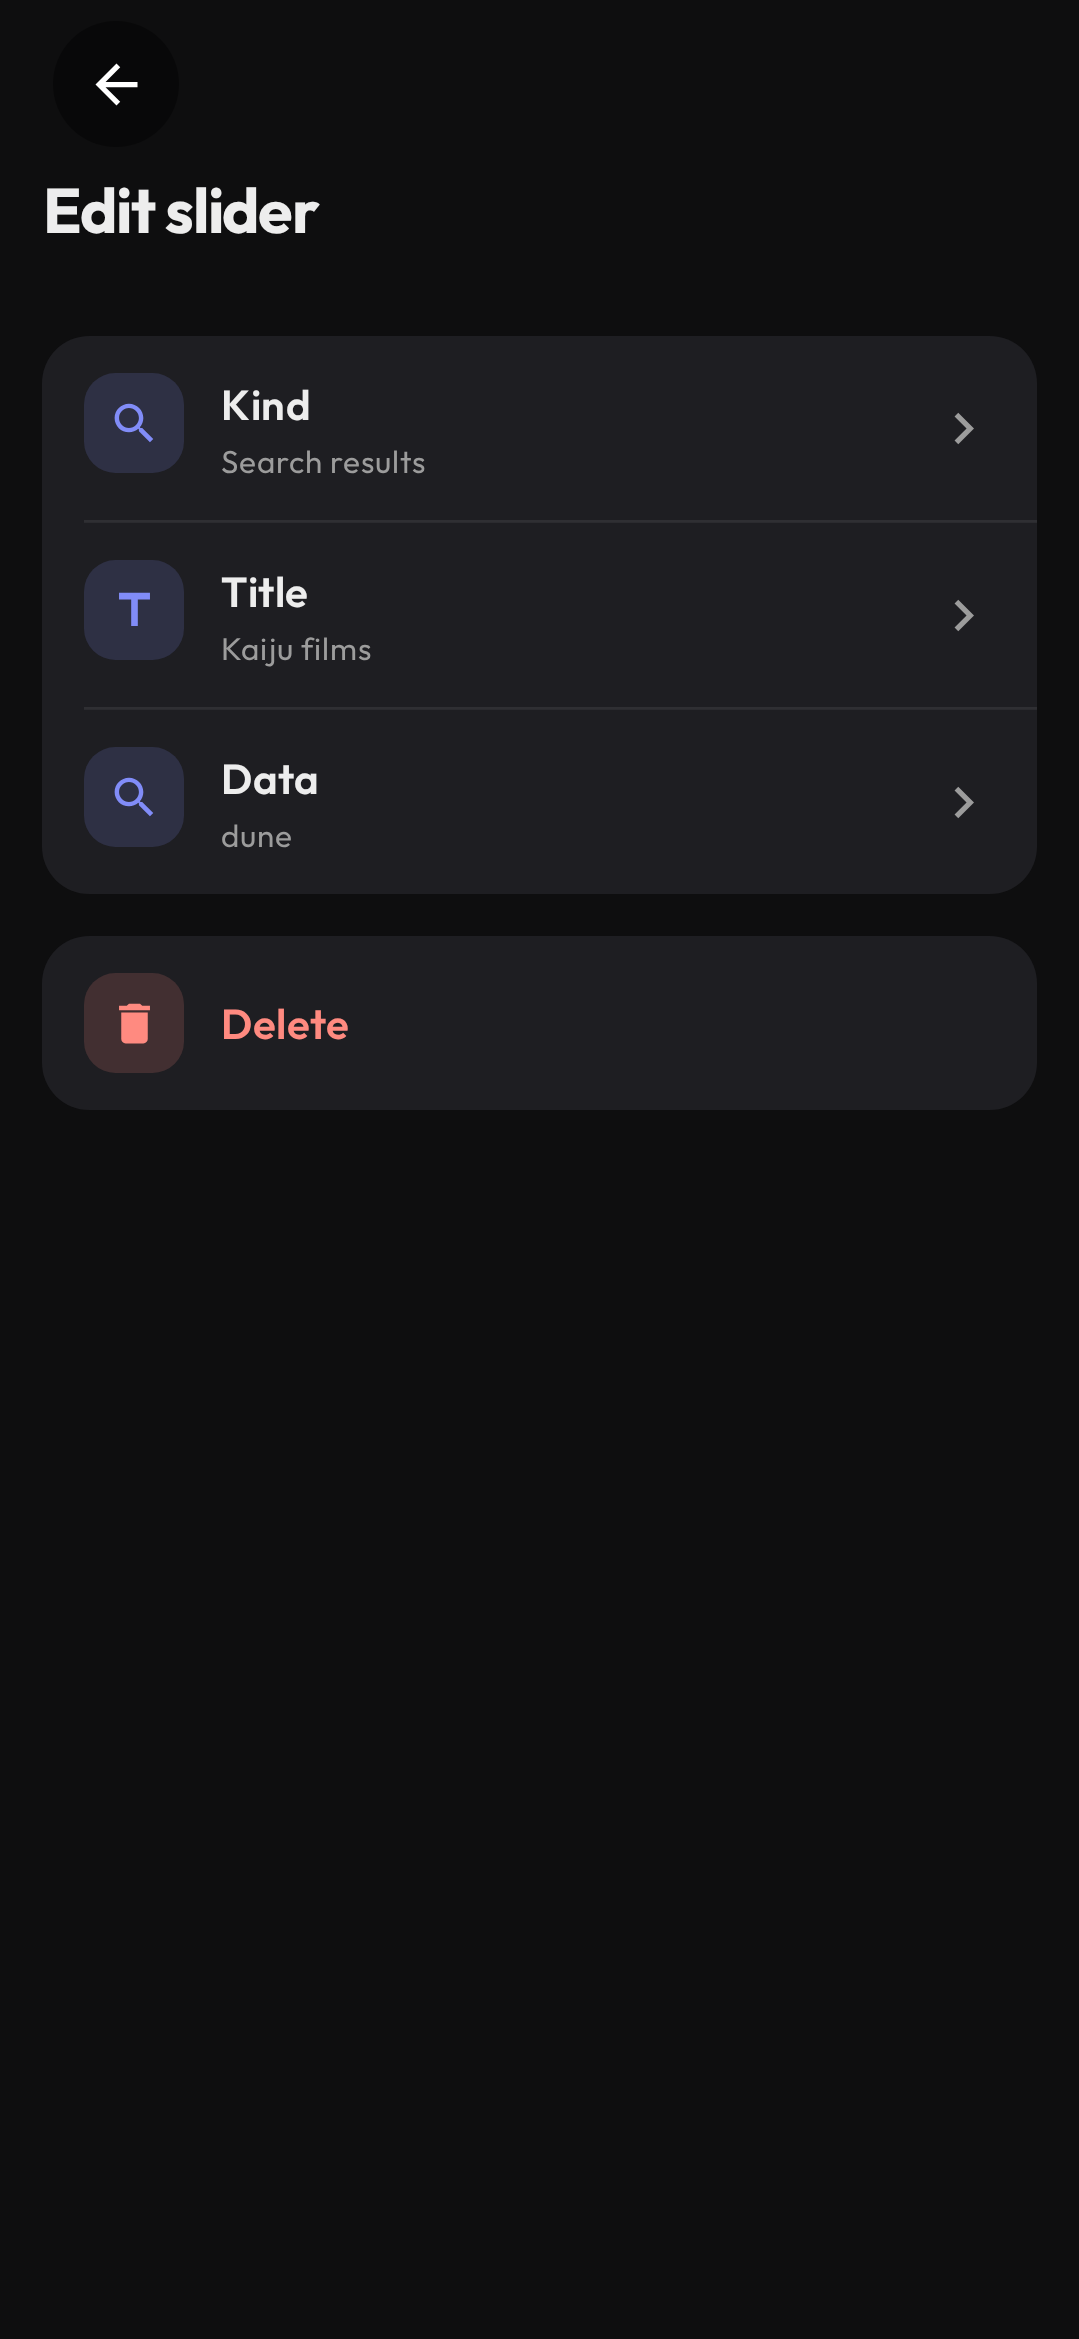 Edit slider
Kind
Search results
Title
Kaiju films
Data
dune
Delete